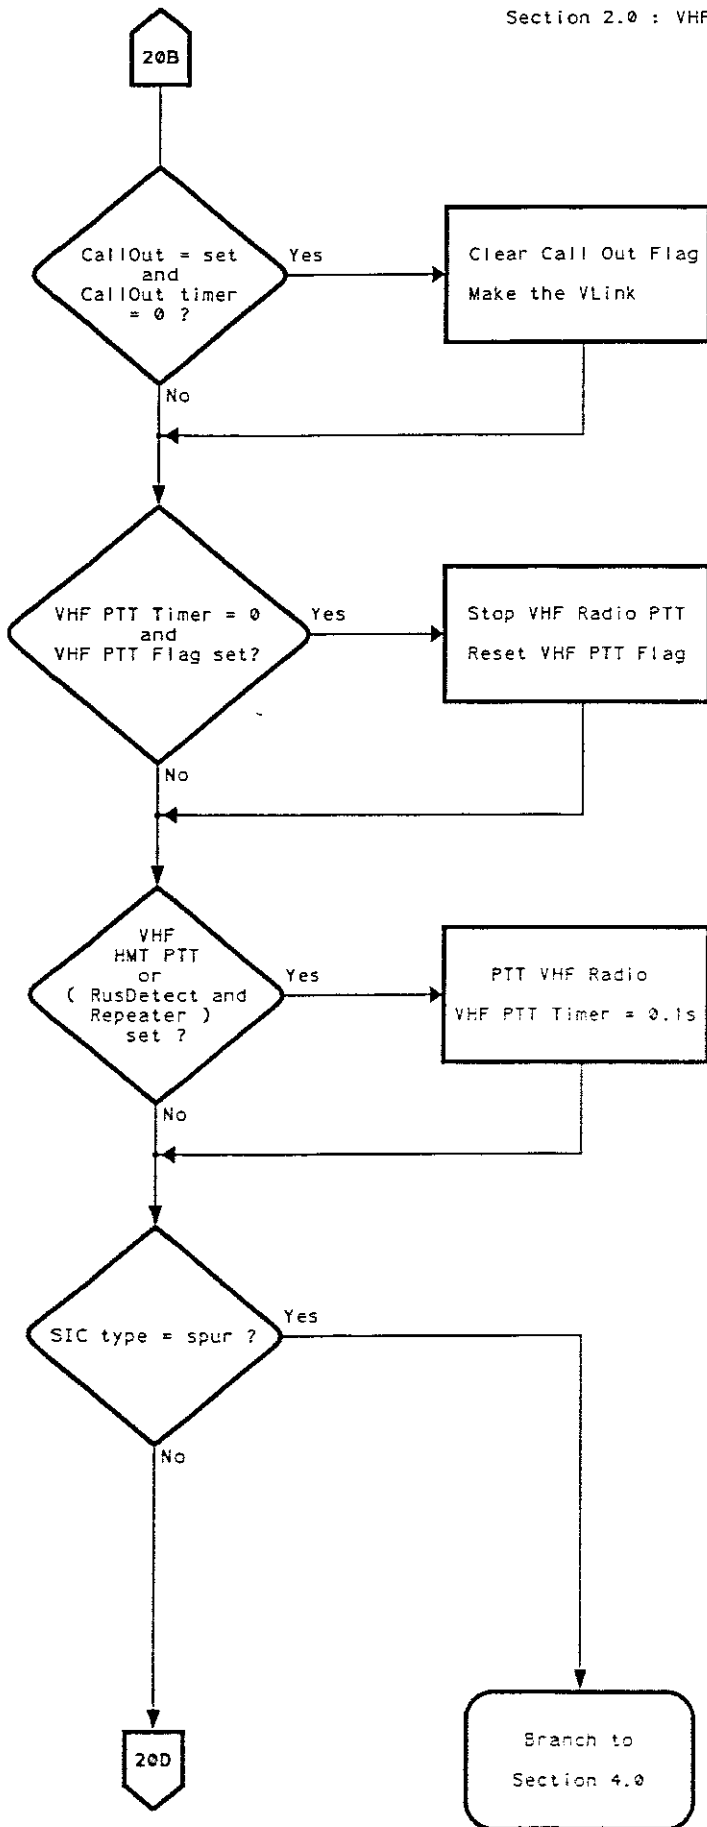 Section 2.0 : VHF
20B
CallOut = set
and
CallOut timer
= 0 ?
Yes
Clear Call Out Flag
Make the VLink
No
VHF PTT Timer = 0
and
VHF PTT Flag set?
Yes
Stop VHF Radio PTT
Reset VHF PTT Flag
No
VHF
HMT PTT
or
( RusDetect and
Repeater )
set ?
Yes
PTT VHF Radio
VHF PTT Timer = 0.1s
No
SIC type = spur ?
Yes
No
20D
Branch to
Section 4.0